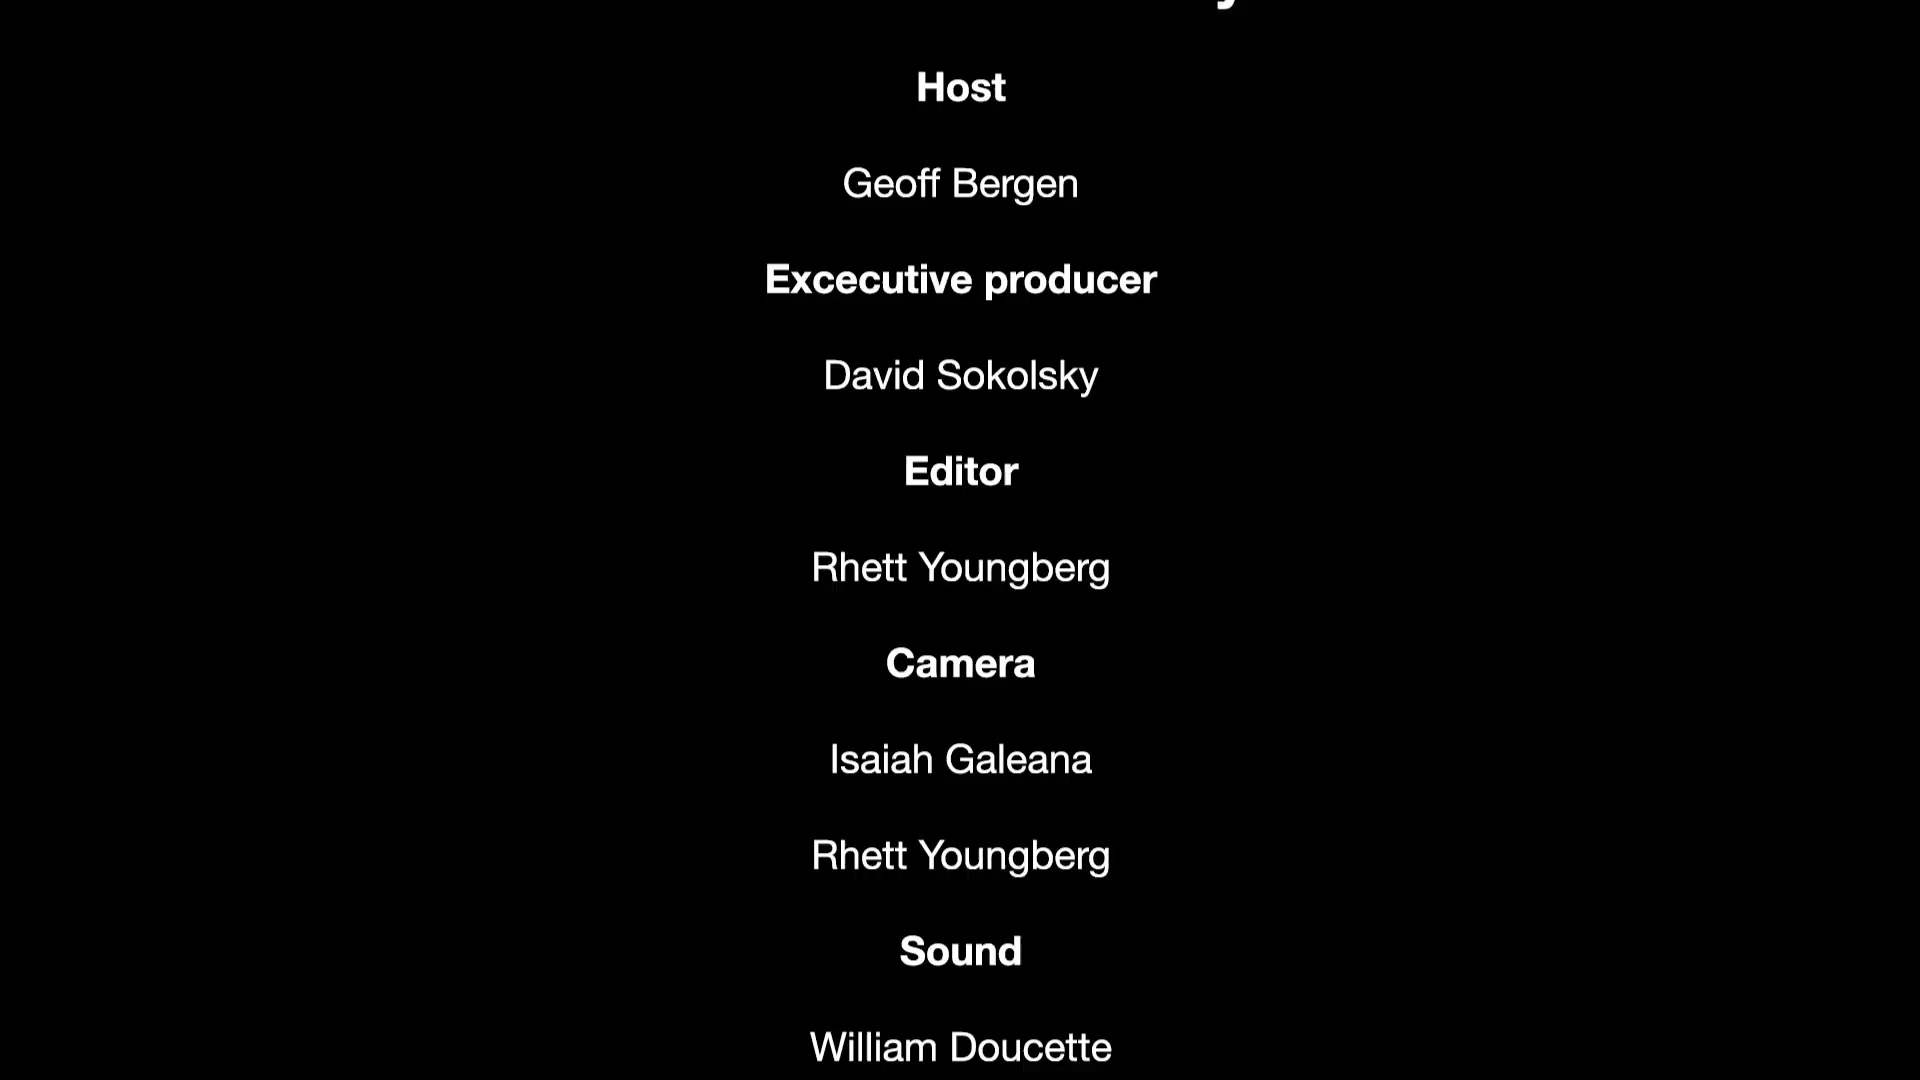 Host
Geoff Bergen
Excecutive producer
David Sokolsky
Editor
Rhett Youngberg
Camera
Isaiah Galeana
Rhett Youngberg
Sound
William Doucette